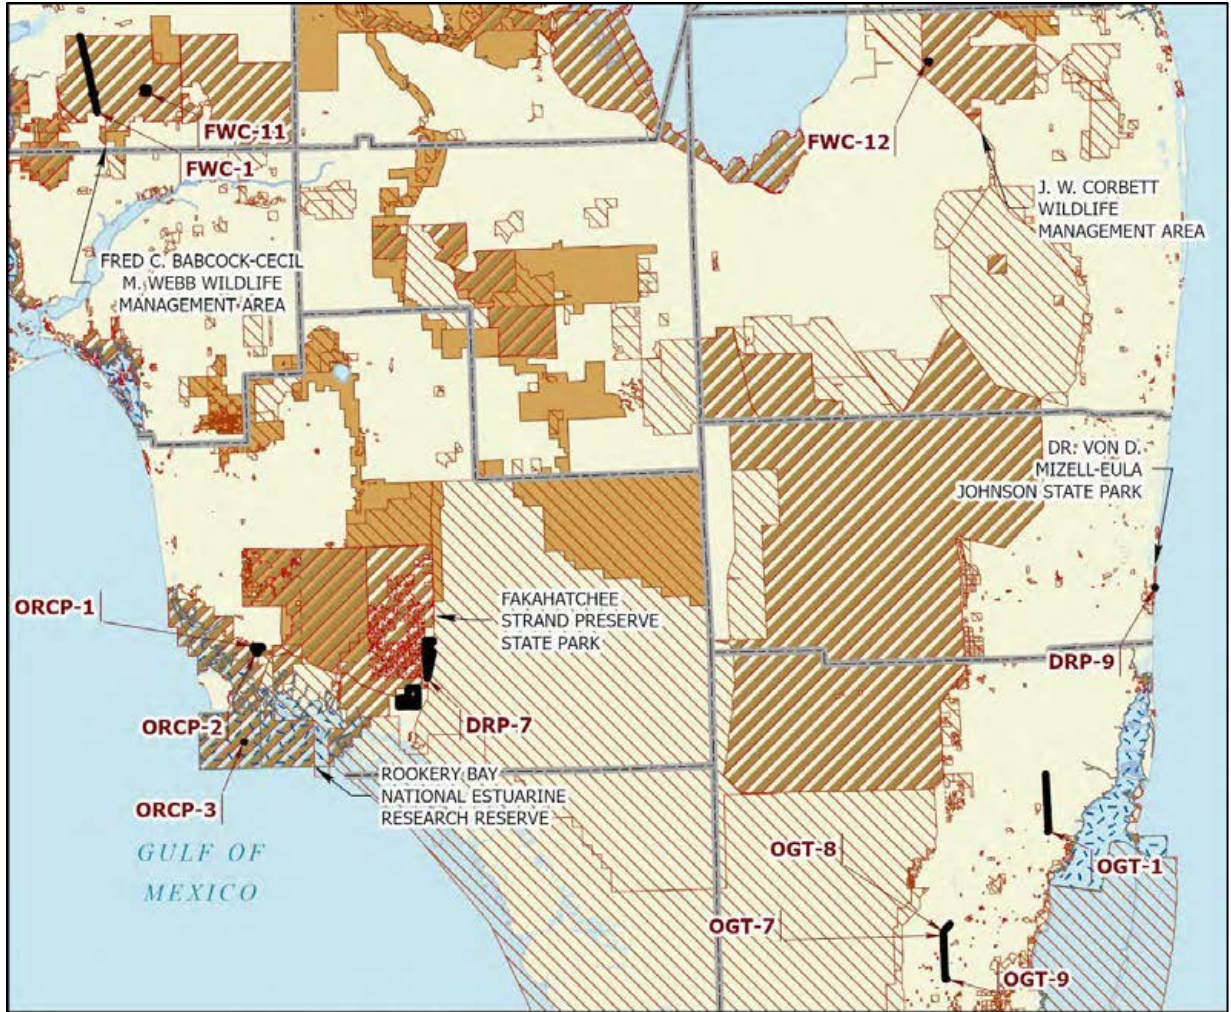 FWC-11
FWC-1
FWC-12
J. W. CORBETT
WILDLIFE
MANAGEMENT AREA
FRED C. BABCOCK-CECIL
M. WEBB WILDLIFE
MANAGEMENT AREA
DR. VON D.
MIZELL-EULA
JOHNSON STATE PARK
ORCP-1
FAKAHATCHEE
STRAND PRESERVE
STATE PARK
DRP-9
ORCP-2
DRP-7
ROOKERY BAY
NATIONAL ESTUARINE
RESEARCH RESERVE
ORCP-3
GULF OF
MEXICO
OGT-8
OGT-1
OGT-7
OGT-9